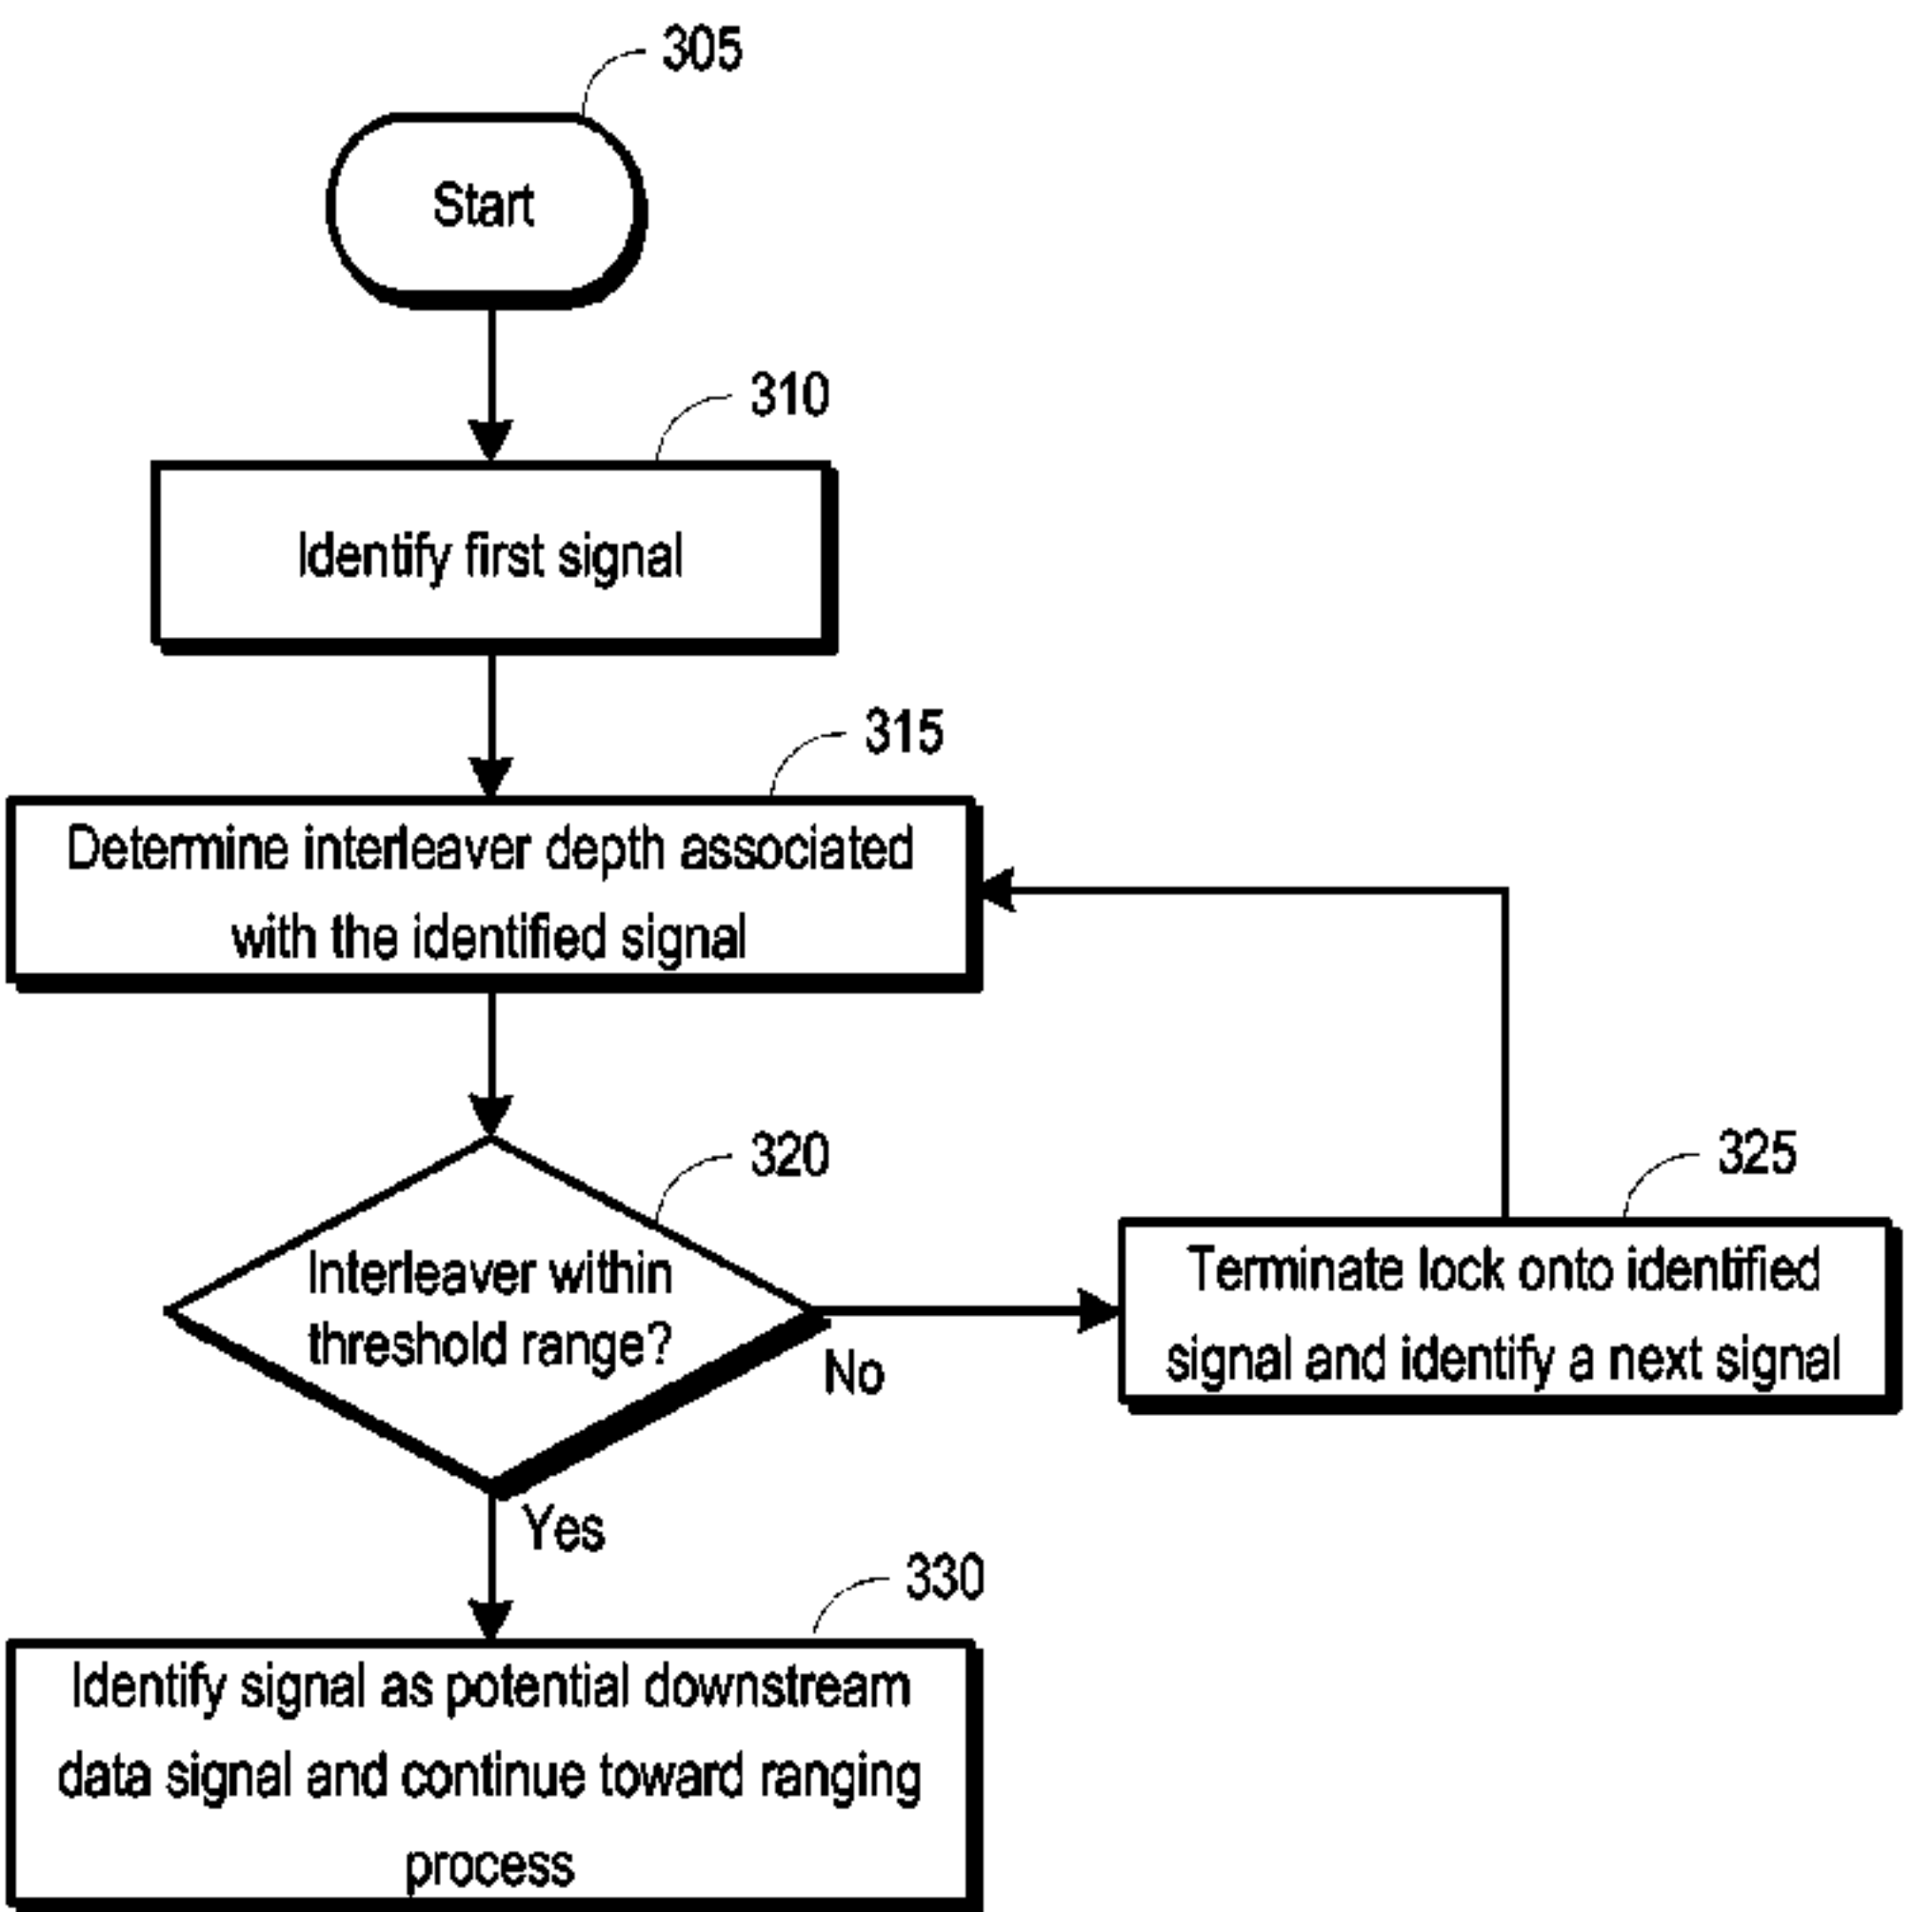 305
Start
310
Identify first signal
315
Determine interleaver depth associated
with the identified signal
320
Interleaver within
threshold range?
No
325
Terminate lock onto identified
signal and identify a next signal
Yes
330
Identify signal as potential downstream
data signal and continue toward ranging
process